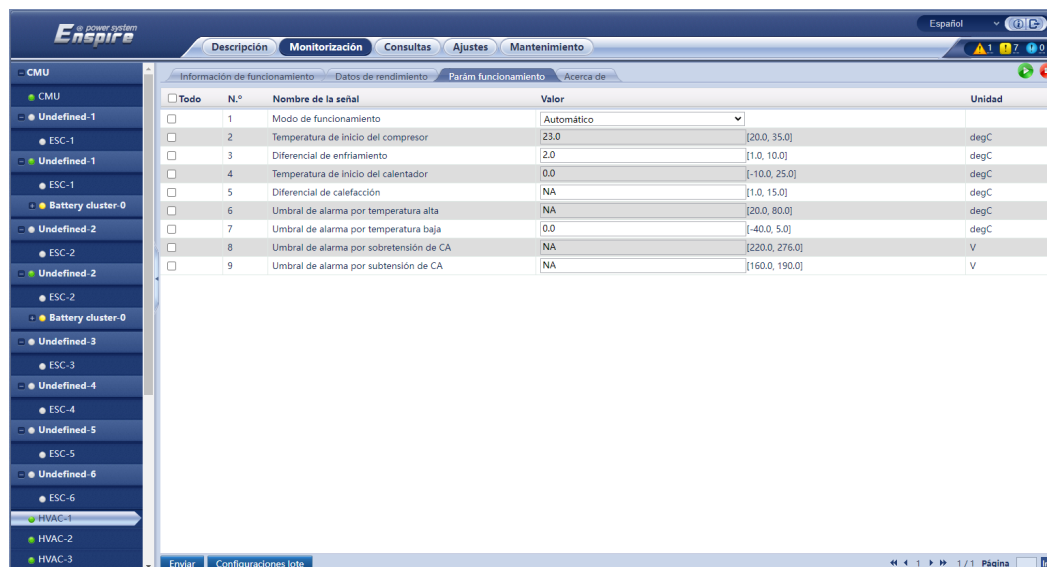 e power system
Enspire
Español
Descripción Monitorización Consultas Ajustes Mantenimiento
1 7 0
CMU
CMU
Undefined-1
ESC-1
Undefined-1
ESC-1
Battery cluster-0
Undefined-2
ESC-2
Undefined-2
ESC-2
Battery cluster-0
Undefined-3
ESC-3
Undefined-4
ESC-4
Undefined-5
ESC-5
Undefined-6
ESC-6
HVAC-1
HVAC-2
HVAC-3
Información de funcionamiento Datos de rendimiento Parám funcionamiento Acerca de
Todo N.º Nombre de la señal Valor Unidad
1 Modo de funcionamiento Automático
2 Temperatura de inicio del compresor 23.0 [20.0, 35.0] degC
3 Diferencial de enfriamiento 2.0 [1.0, 10.0] degC
4 Temperatura de inicio del calentador 0.0 [-10.0, 25.0] degC
5 Diferencial de calefacción NA [1.0, 15.0] degC
6 Umbral de alarma por temperatura alta NA [20.0, 80.0] degC
7 Umbral de alarma por temperatura baja 0.0 [-40.0, 5.0] degC
8 Umbral de alarma por sobretensión de CA NA [220.0, 276.0] V
9 Umbral de alarma por subtensión de CA NA [160.0, 190.0] V
Enviar Configuraciones lote 1 1/1 Página